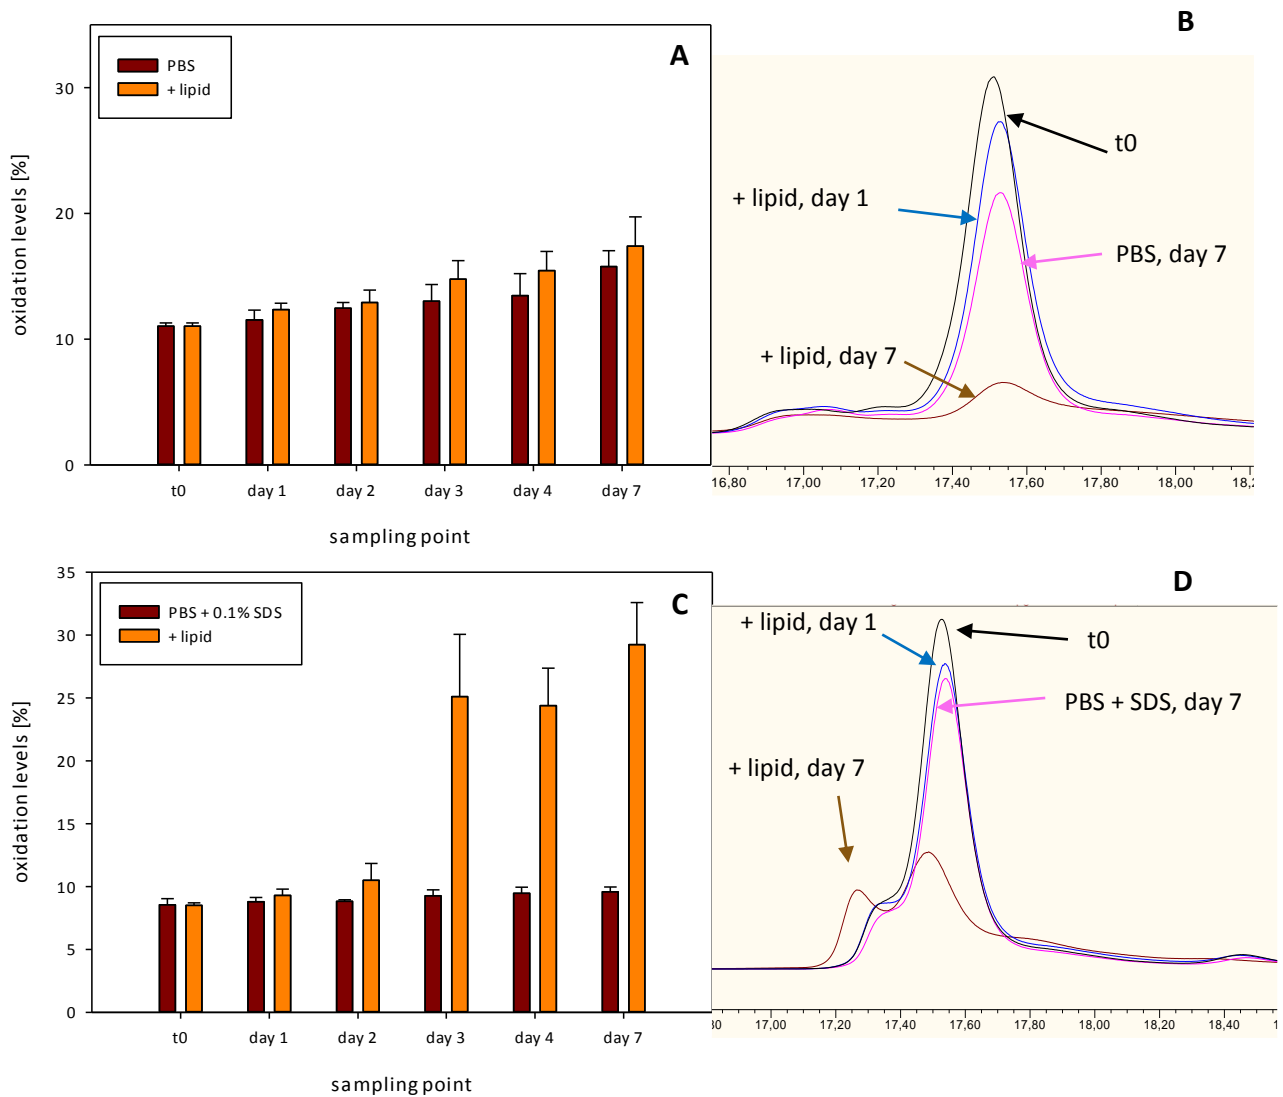 A
PBS
+ lipid
oxidation levels [%]
30
20
10
0
t0 day 1 day 2 day 3 day 4 day 7
sampling point
B
t0
+ lipid, day 1
PBS, day 7
+ lipid, day 7
16,80 17,00 17,20 17,40 17,60 17,80 18,00 18,2
C
PBS + 0.1% SDS
+ lipid
oxidation levels [%]
35
30
25
20
15
10
5
0
t0 day 1 day 2 day 3 day 4 day 7
sampling point
D
+ lipid, day 1
t0
PBS + SDS, day 7
+ lipid, day 7
80 17,00 17,20 17,40 17,60 17,80 18,00 18,20 18,40 1